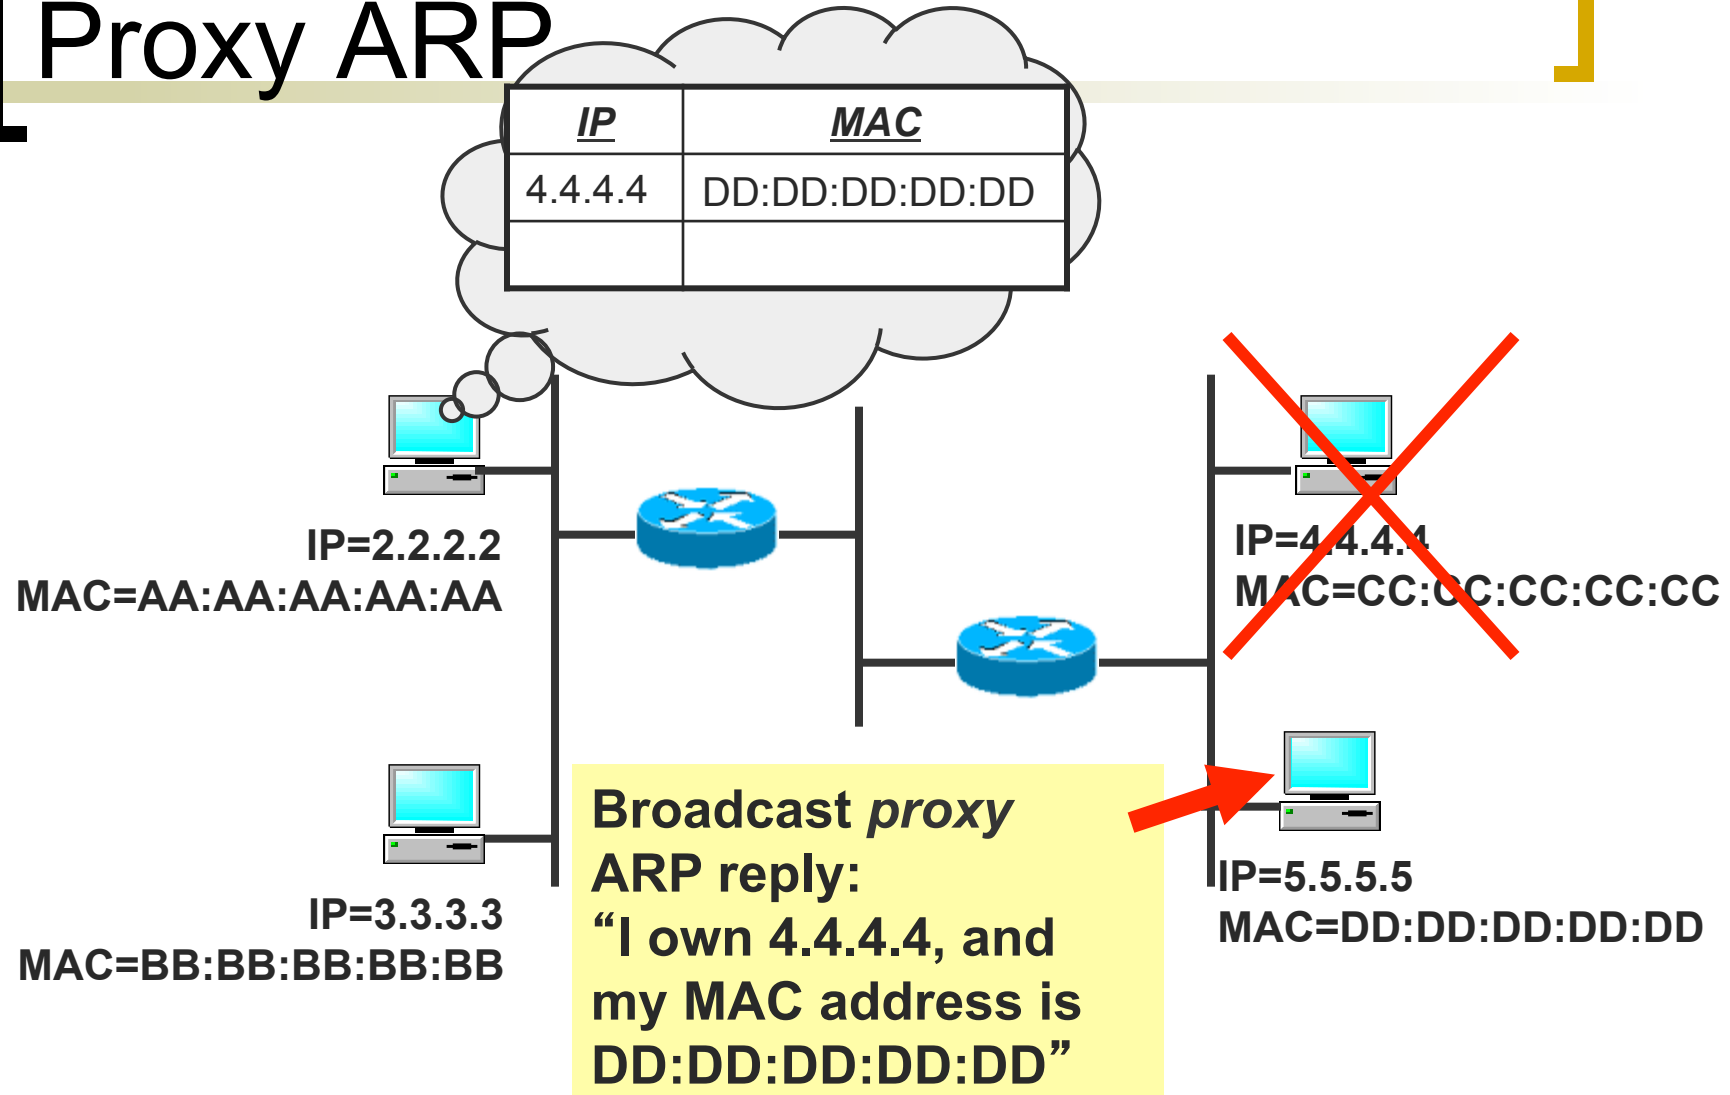 Proxy ARP
IP MAC
4.4.4.4 DD:DD:DD:DD:DD
IP=2.2.2.2
MAC=AA:AA:AA:AA:AA
IP=4.4.4.4
MAC=CC:CC:CC:CC:CC
IP=3.3.3.3
MAC=BB:BB:BB:BB:BB
Broadcast proxy
ARP reply:
“I own 4.4.4.4, and
my MAC address is
DD:DD:DD:DD:DD”
IP=5.5.5.5
MAC=DD:DD:DD:DD:DD